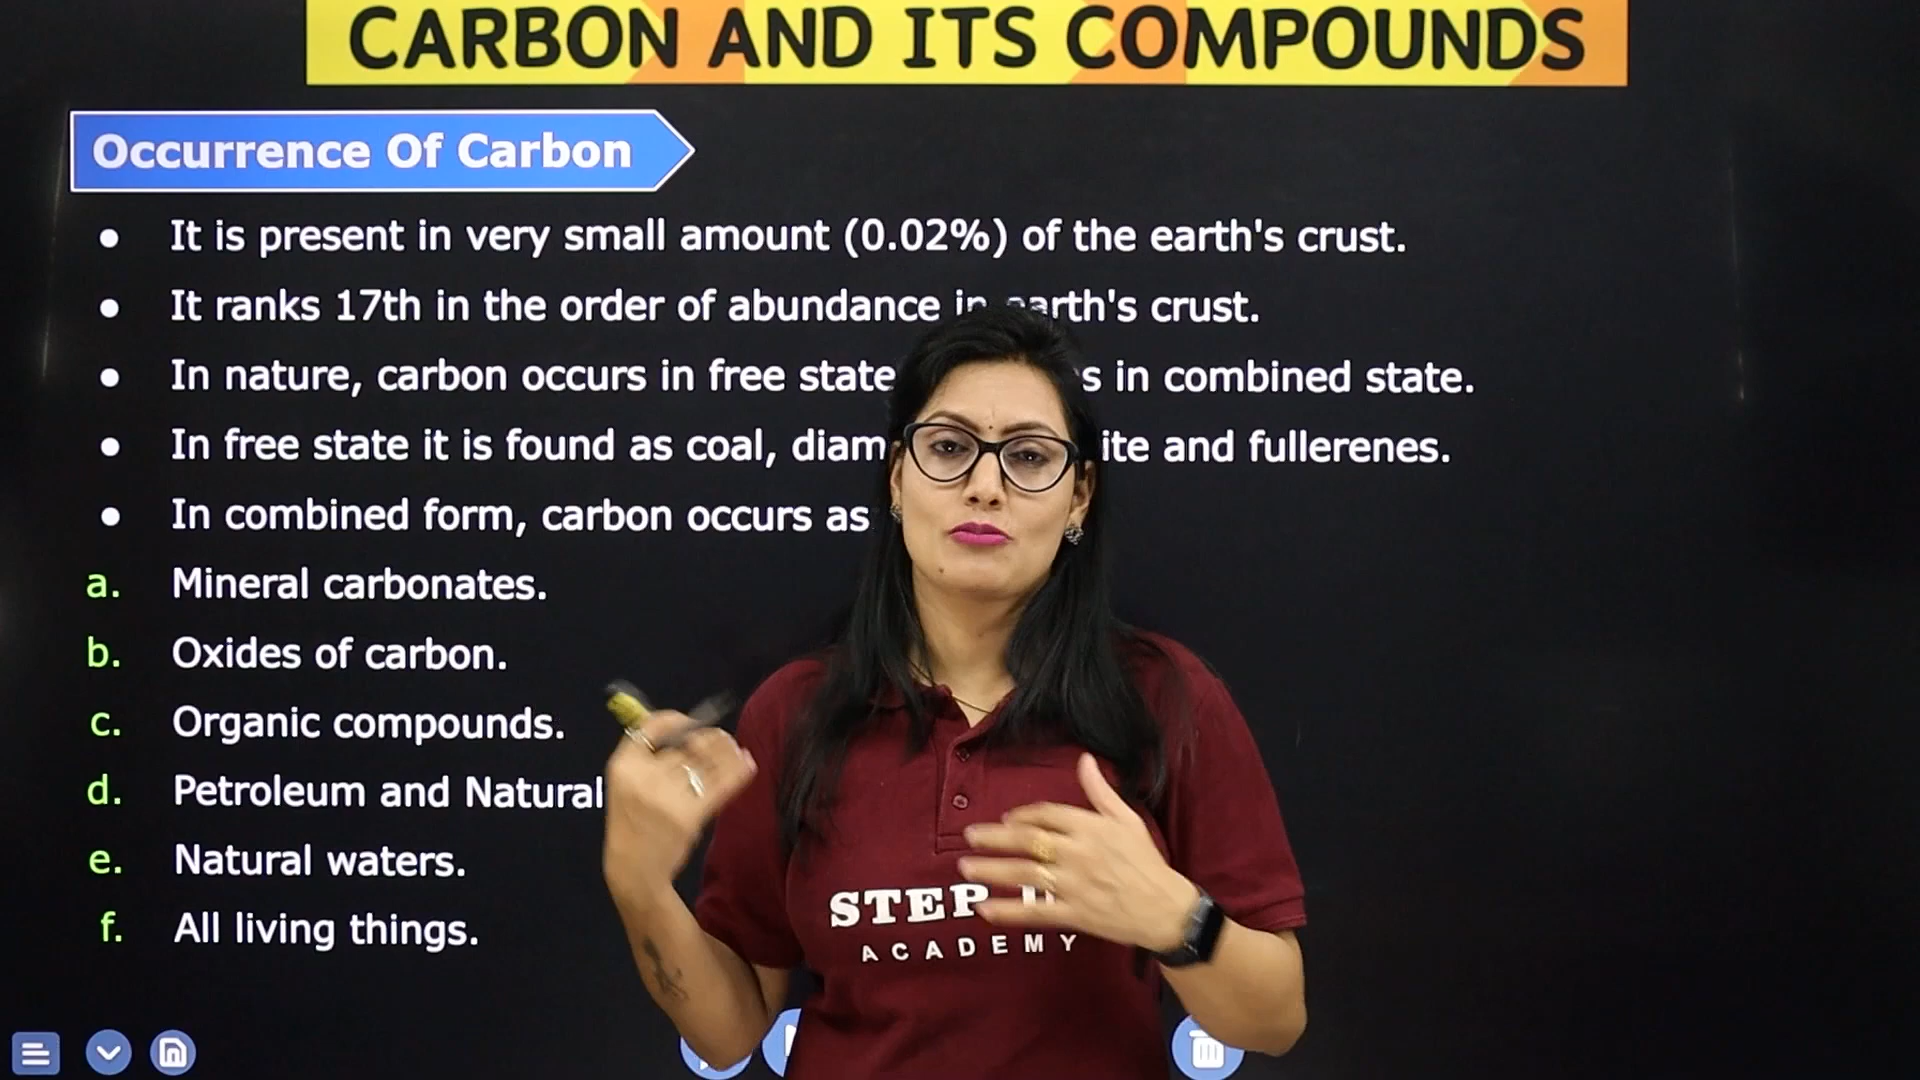 CARBON AND ITS COMPOUNDS
Occurrence Of Carbon
• It is present in very small amount (0.02%) of the earth's crust.
• It ranks 17th in the order of abundance in earth's crust.
• In nature, carbon occurs in free state in combined state.
• In free state it is found as coal, and fullerenes.
• In combined form, carbon occurs as
a. Mineral carbonates.
b. Oxides of carbon.
c. Organic compounds.
d. Petroleum and Natural
e. Natural waters.
f. All living things.
STEP
ACADEMY